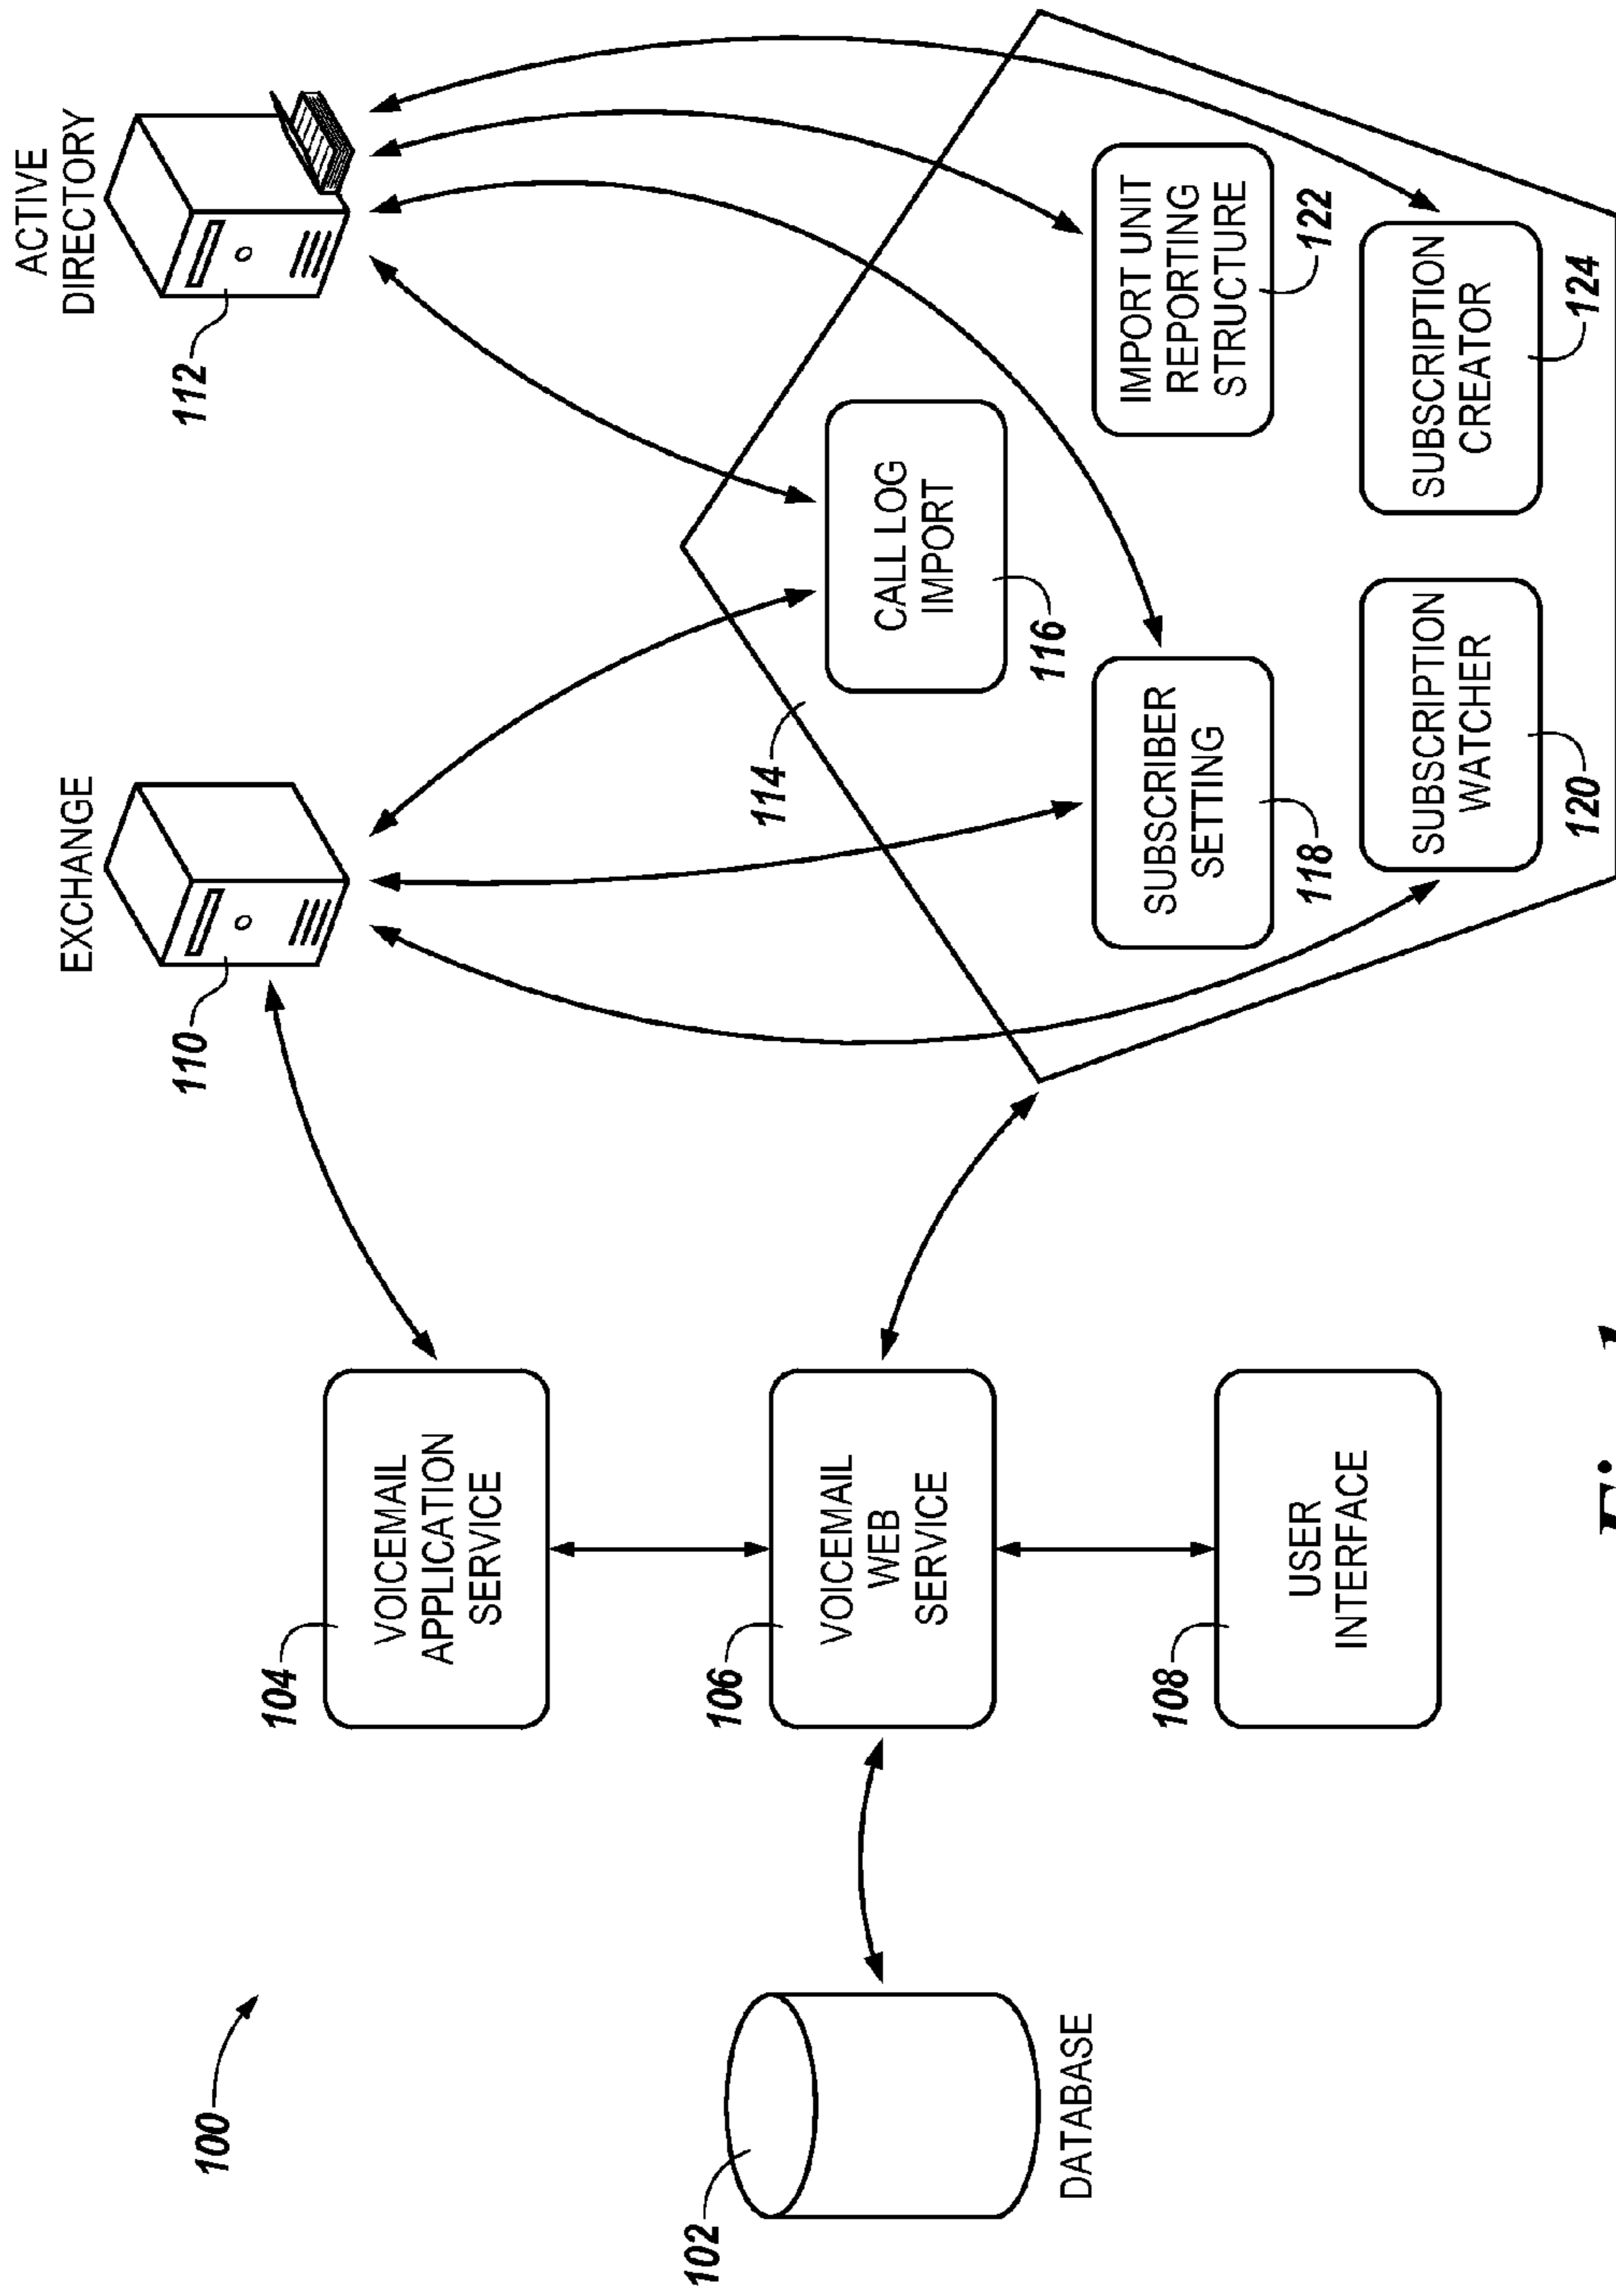 100
102
DATABASE
104
VOICEMAIL
APPLICATION
SERVICE
106
VOICEMAIL
WEB
SERVICE
108
USER
INTERFACE
EXCHANGE
110
ACTIVE
DIRECTORY
112
114
CALL LOG
IMPORT
116
SUBSCRIBER
SETTING
118
IMPORT UNIT
REPORTING
STRUCTURE
122
SUBSCRIPTION
WATCHER
120
SUBSCRIPTION
CREATOR
124